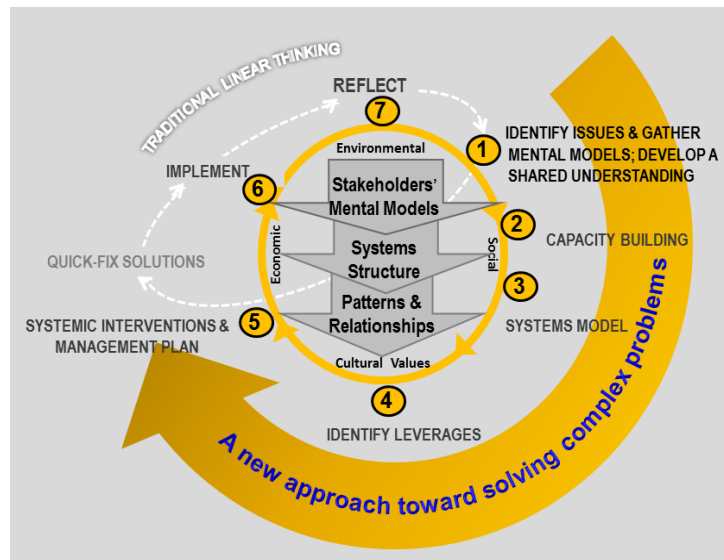 TRADITIONAL LINEAR THINKING
REFLECT
7
1
IDENTIFY ISSUES & GATHER
MENTAL MODELS; DEVELOP A
SHARED UNDERSTANDING
Environmental
IMPLEMENT
6
Stakeholders'
Mental Models
2
CAPACITY BUILDING
Economic
Systems
Structure
Social
QUICK-FIX SOLUTIONS
3
SYSTEMS MODEL
Patterns &
Relationships
SYSTEMIC INTERVENTIONS &
MANAGEMENT PLAN
5
Cultural Values
4
IDENTIFY LEVERAGES
A new approach toward solving complex problems